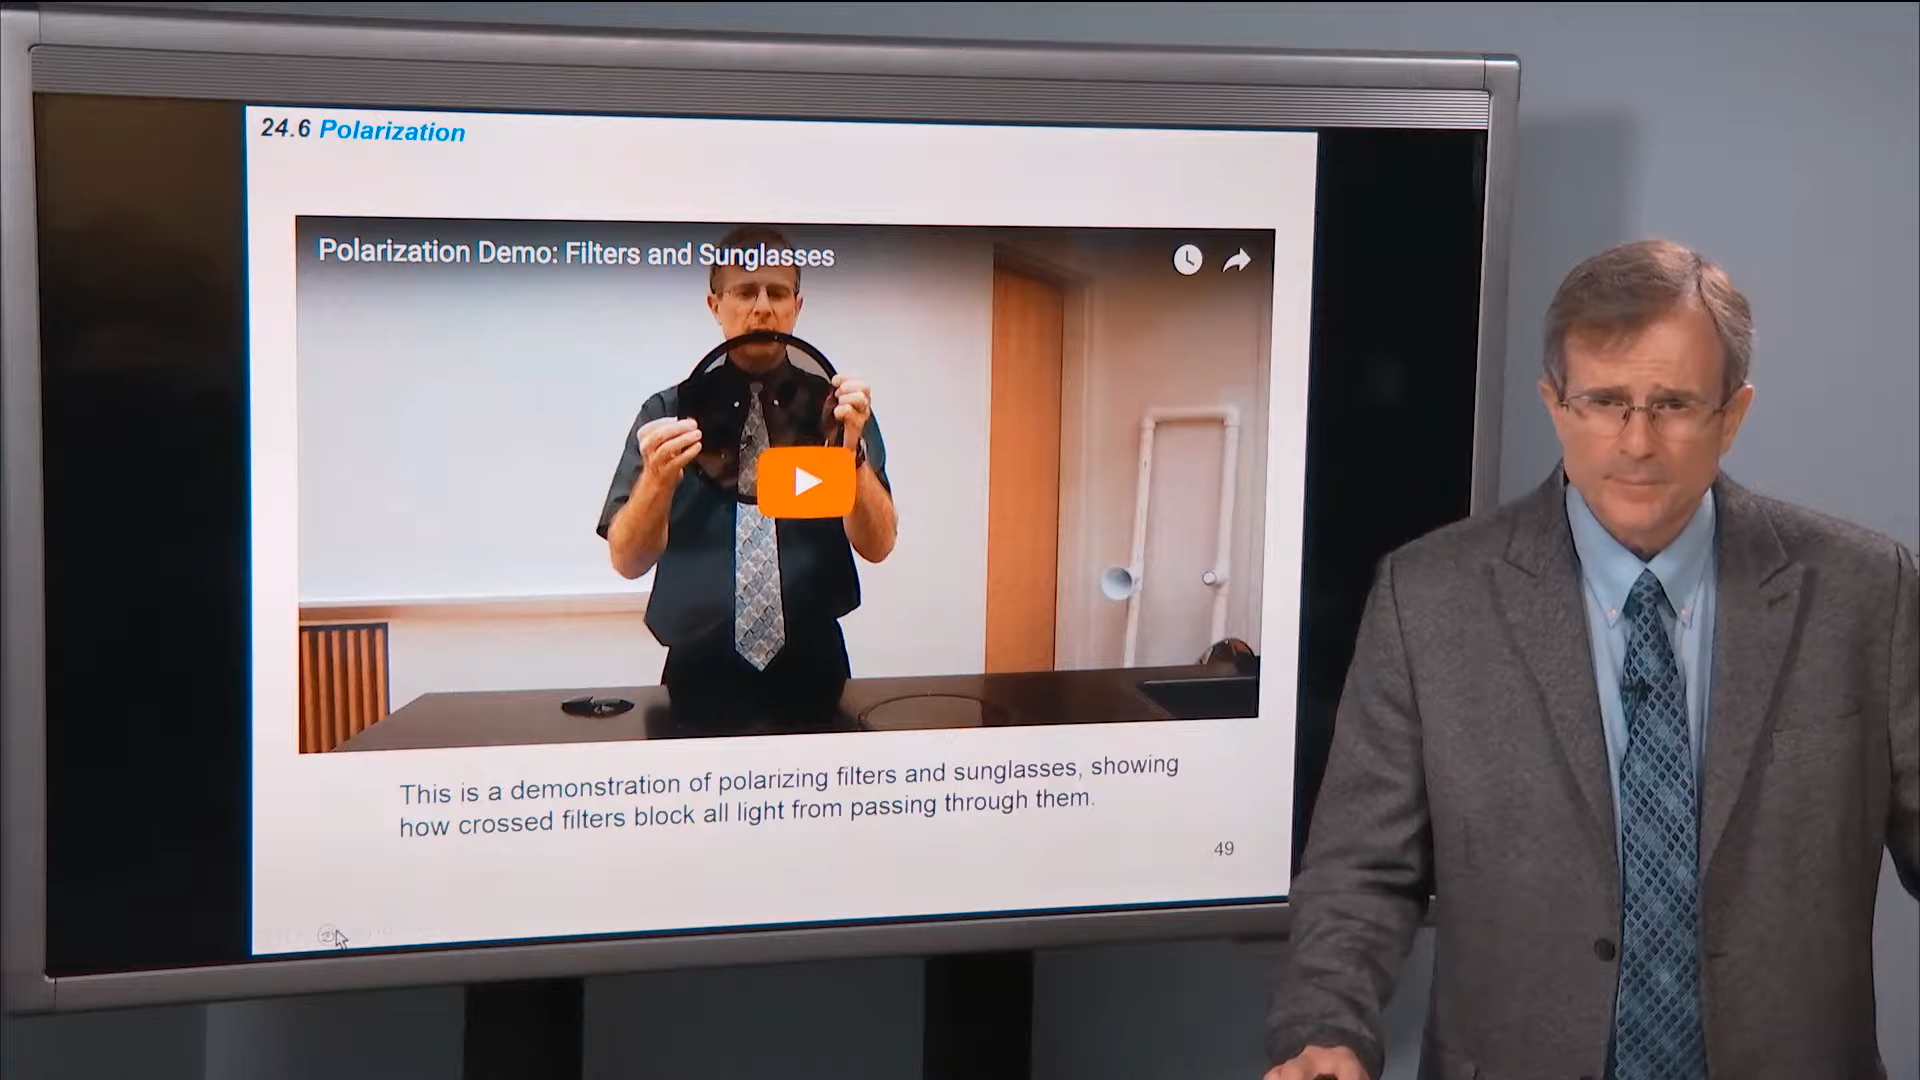 24.6 Polarization
Polarization Demo: Filters and Sunglasses
This is a demonstration of polarizing filters and sunglasses, showing
how crossed filters block all light from passing through them.
49